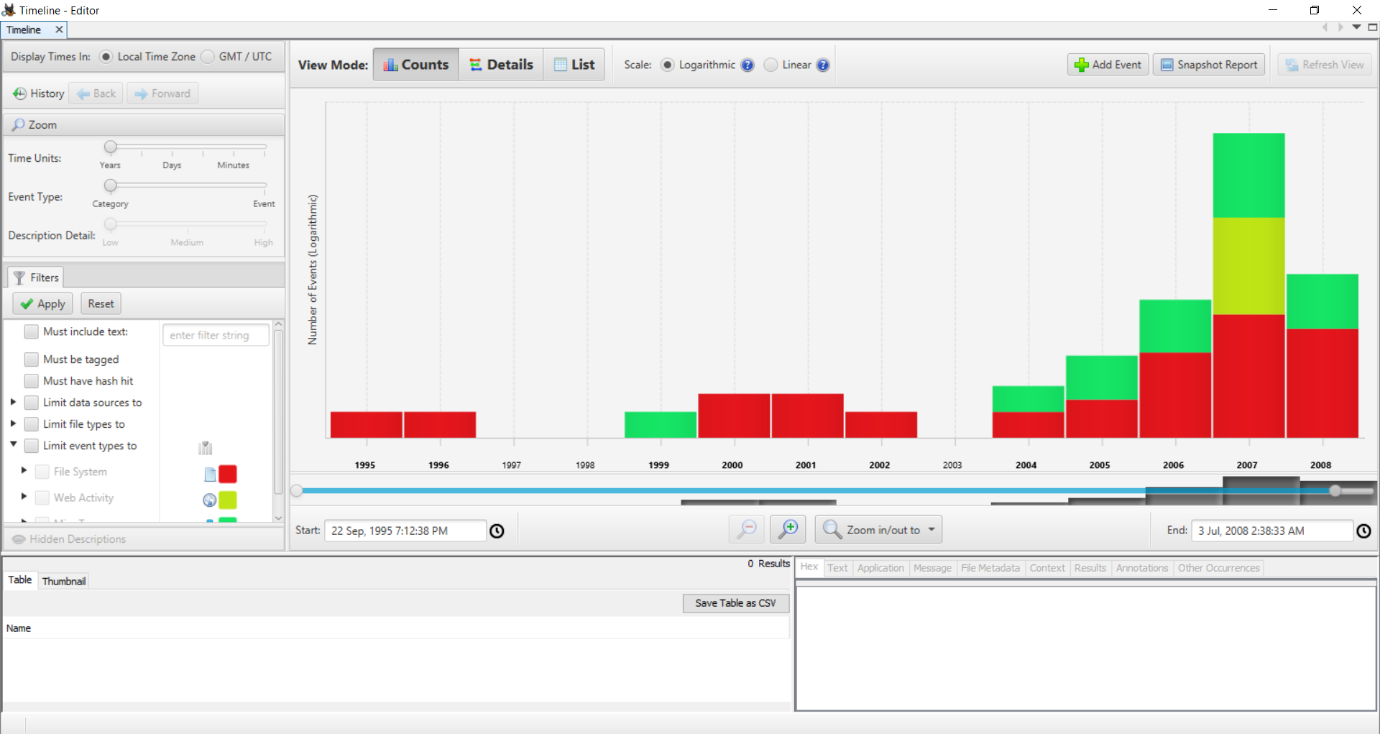 Timeline - Editor
Timeline
Display Times In: Local Time Zone GMT / UTC
History Back Forward
Zoom
Time Units:
Years Days Minutes
Event Type:
Category Event
Description Detail:
Low Medium High
Filters
Apply Reset
Must include text: enter filter string
Must be tagged
Must have hash hit
Limit data sources to
Limit file types to
Limit event types to
File System
Web Activity
Hidden Descriptions
View Mode: Counts Details List Scale: Logarithmic Linear Add Event Snapshot Report Refresh View
Number of Events (Logarithmic)
1995 1996 1997 1998 1999 2000 2001 2002 2003 2004 2005 2006 2007 2008
Start: 22 Sep, 1995 7:12:38 PM Zoom in/out to End: 3 Jul, 2008 2:38:33 AM
0 Results
Table Thumbnail
Save Table as CSV
Name
Hex Text Application Message File Metadata Context Results Annotations Other Occurrences